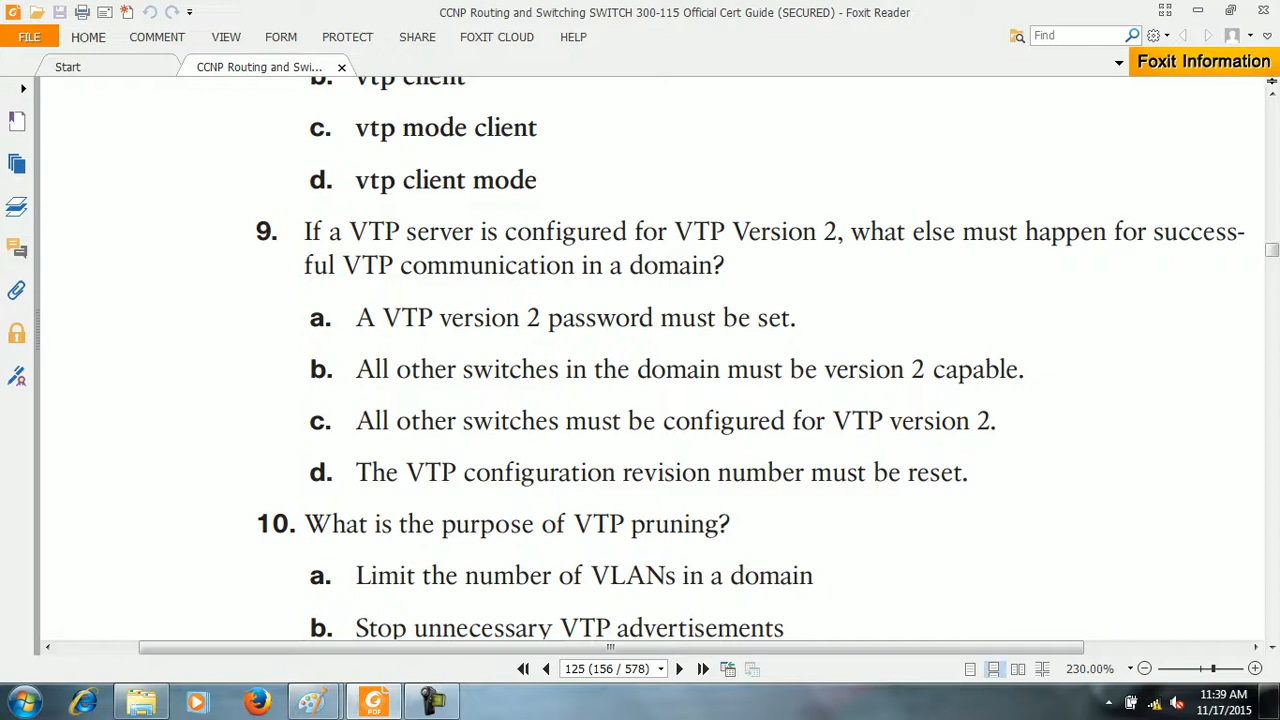 CCNP Routing and Switching SWITCH 300-115 Official Cert Guide (SECURED) - Foxit Reader
FILE HOME COMMENT VIEW FORM PROTECT SHARE FOXIT CLOUD HELP Find
Start CCNP Routing and Swi... Foxit Information
b. vtp client
c. vtp mode client
d. vtp client mode
9. If a VTP server is configured for VTP Version 2, what else must happen for success-
ful VTP communication in a domain?
a. A VTP version 2 password must be set.
b. All other switches in the domain must be version 2 capable.
c. All other switches must be configured for VTP version 2.
d. The VTP configuration revision number must be reset.
10. What is the purpose of VTP pruning?
a. Limit the number of VLANs in a domain
b. Stop unnecessary VTP advertisements
125 (156 / 578) 230.00%
PDF
11:39 AM
11/17/2015